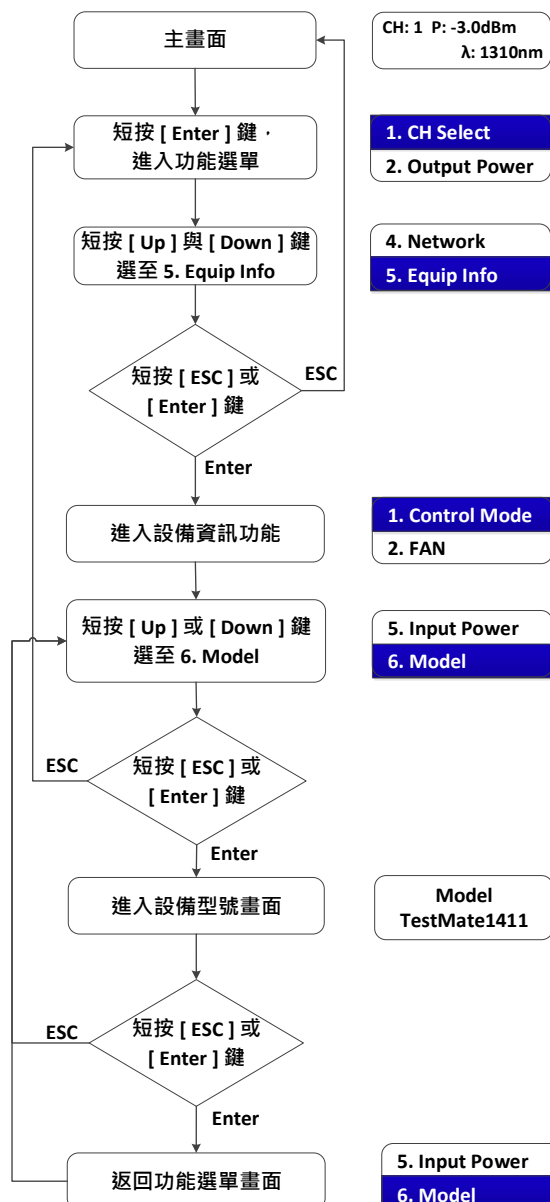 主畫面
CH: 1 P: -3.0dBm
λ: 1310nm
短按 [ Enter ] 鍵，
進入功能選單
1. CH Select
2. Output Power
短按 [ Up ] 與 [ Down ] 鍵
選至 5. Equip Info
4. Network
5. Equip Info
短按 [ ESC ] 或
[ Enter ] 鍵
ESC
Enter
進入設備資訊功能
1. Control Mode
2. FAN
短按 [ Up ] 或 [ Down ] 鍵
選至 6. Model
5. Input Power
6. Model
ESC
短按 [ ESC ] 或
[ Enter ] 鍵
Enter
進入設備型號畫面
Model
TestMate1411
ESC
短按 [ ESC ] 或
[ Enter ] 鍵
Enter
返回功能選單畫面
5. Input Power
6. Model